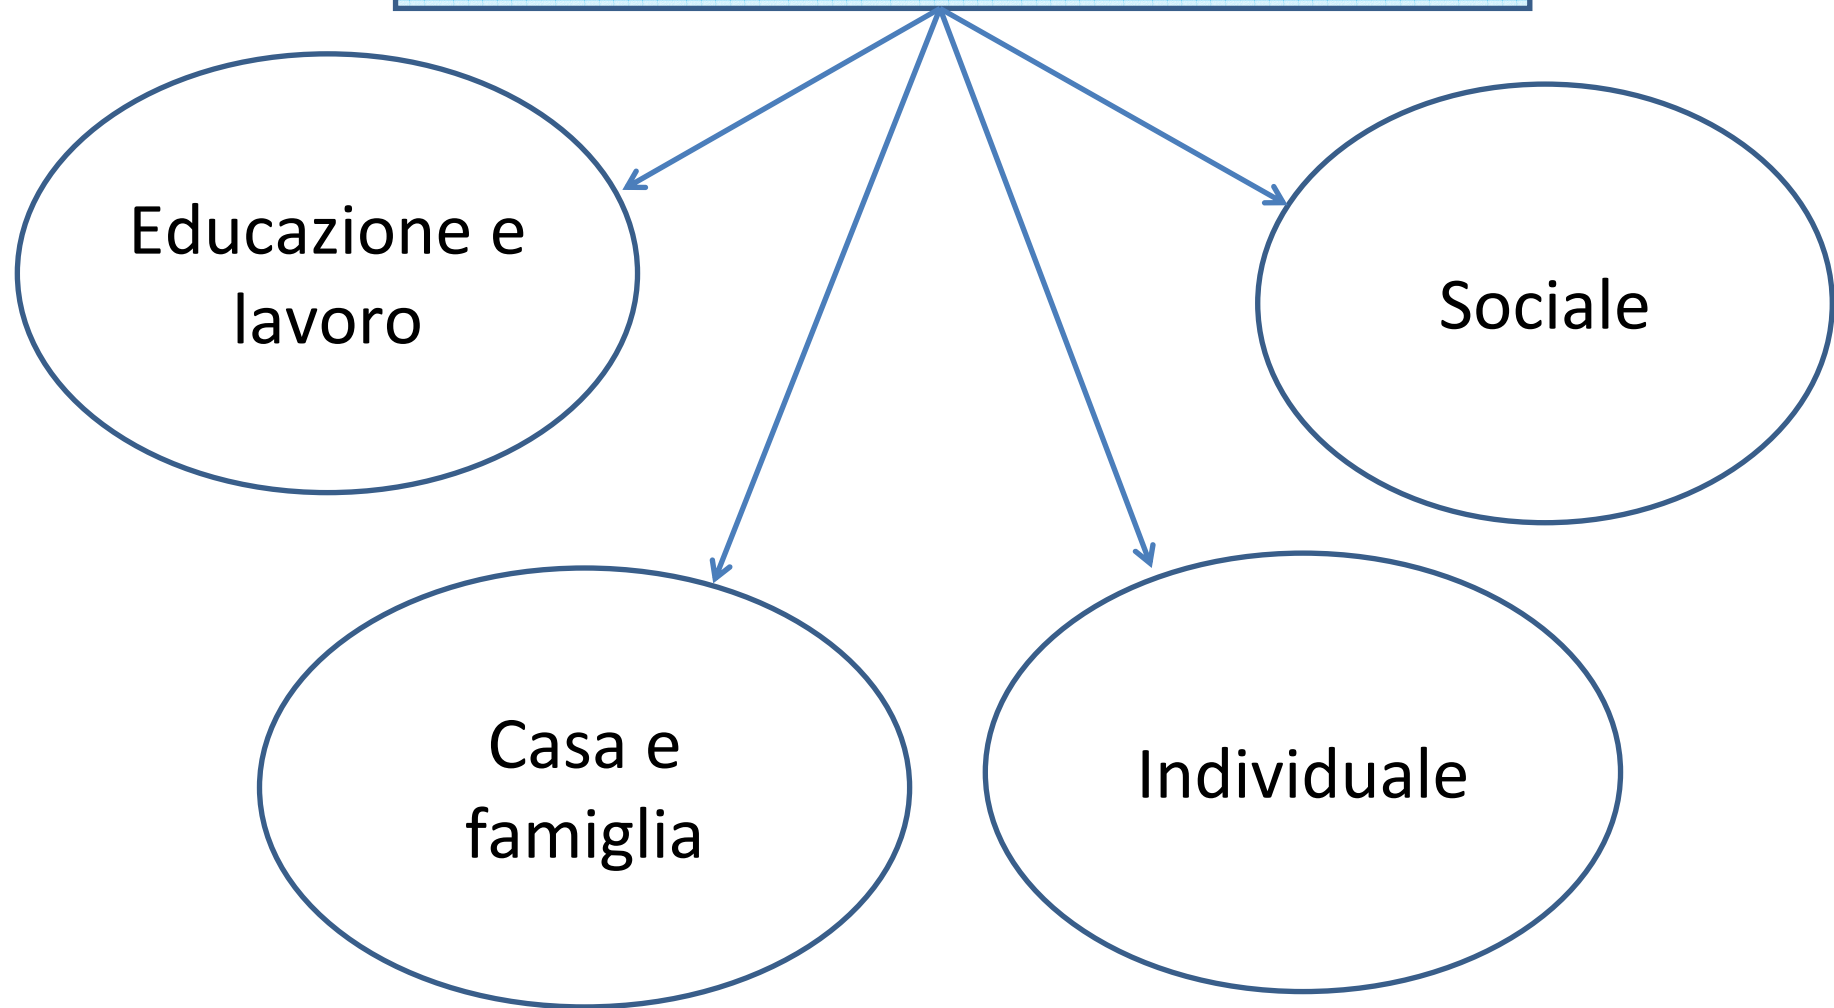 Educazione e
lavoro
Sociale
Casa e
famiglia
Individuale